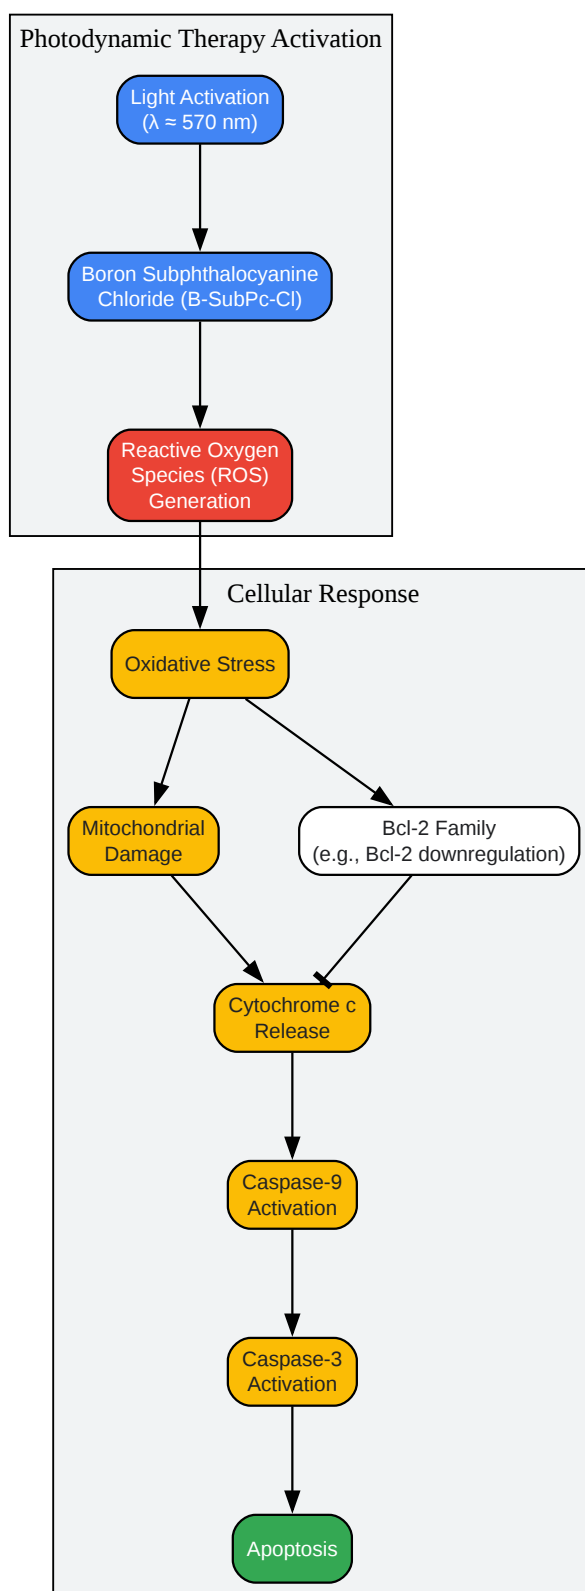 Photodynamic Therapy Activation
Light Activation
(λ ≈ 570 nm)
Boron Subphthalocyanine
Chloride (B-SubPc-Cl)
Reactive Oxygen
Species (ROS)
Generation
Cellular Response
Oxidative Stress
Mitochondrial
Damage
Bcl-2 Family
(e.g., Bcl-2 downregulation)
Cytochrome c
Release
Caspase-9
Activation
Caspase-3
Activation
Apoptosis